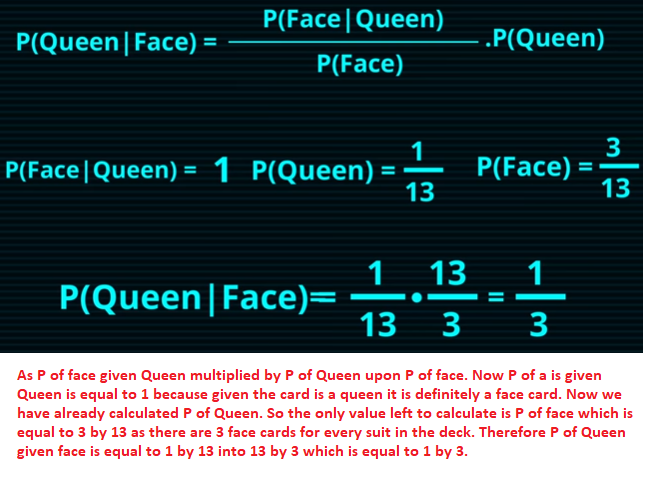 P(Queen|Face) = P(Face|Queen) / P(Face) .P(Queen)
P(Face|Queen) = 1 P(Queen) = 1/13 P(Face) = 3/13
P(Queen|Face)= 1/13 • 13/3 = 1/3
As P of face given Queen multiplied by P of Queen upon P of face. Now P of a is given
Queen is equal to 1 because given the card is a queen it is definitely a face card. Now we
have already calculated P of Queen. So the only value left to calculate is P of face which is
equal to 3 by 13 as there are 3 face cards for every suit in the deck. Therefore P of Queen
given face is equal to 1 by 13 into 13 by 3 which is equal to 1 by 3.